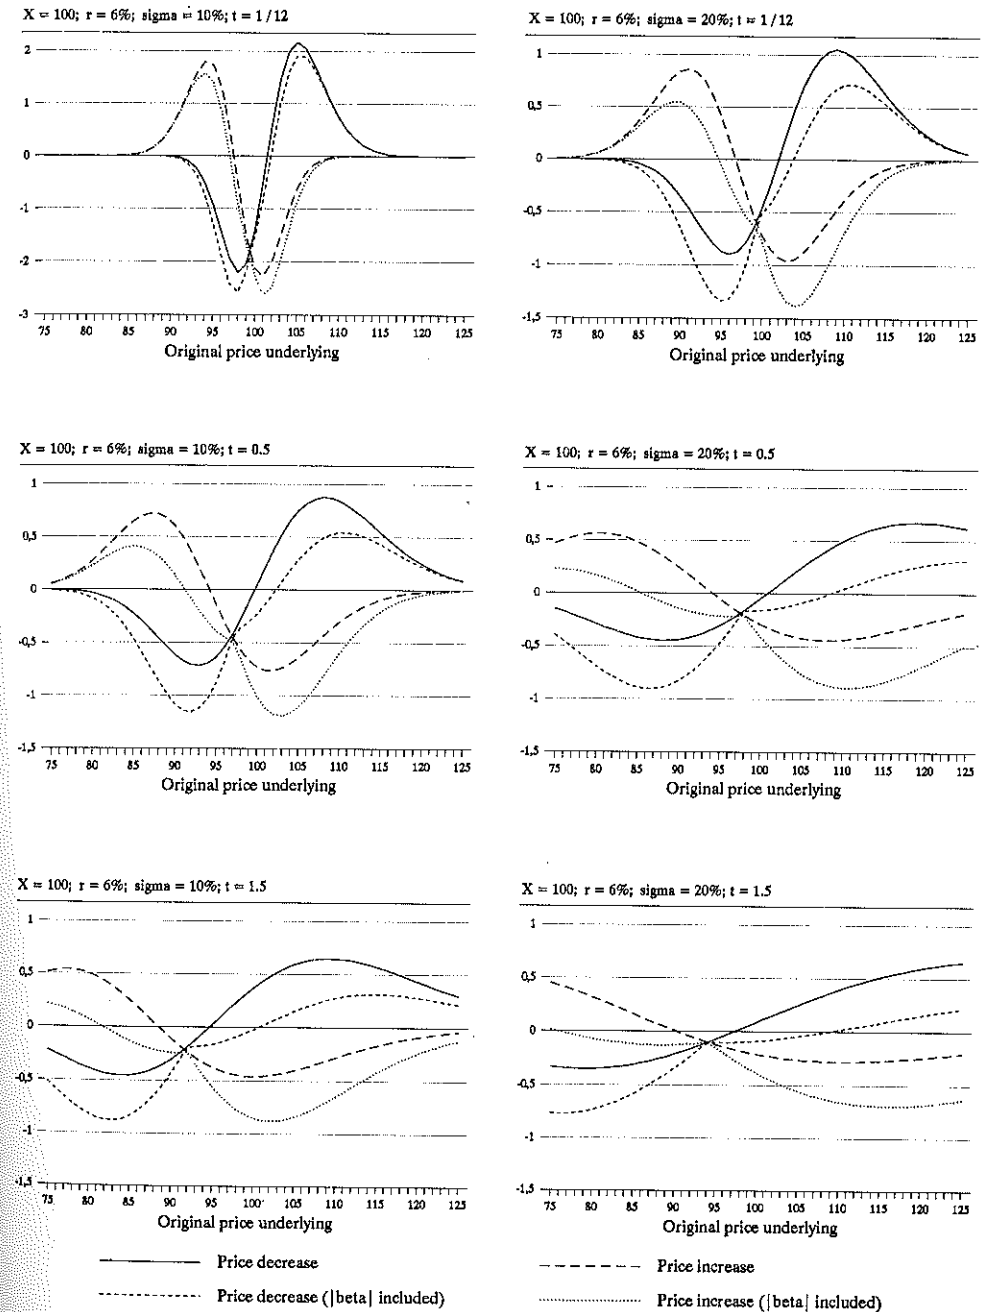 X = 100; r = 6%; sigma = 10%; t = 1/12
2
1
0
-1
-2
-3
75 80 85 90 95 100 105 110 115 120 125
Original price underlying
X = 100; r = 6%; sigma = 20%; t = 1/12
1
0,5
0
-0,5
-1
-1,5
75 80 85 90 95 100 105 110 115 120 125
Original price underlying
X = 100; r = 6%; sigma = 10%; t = 0.5
1
0,5
0
-0,5
-1
-1,5
75 80 85 90 95 100 105 110 115 120 125
Original price underlying
X = 100; r = 6%; sigma = 20%; t = 0.5
1
0,5
0
-0,5
-1
-1,5
75 80 85 90 95 100 105 110 115 120 125
Original price underlying
X = 100; r = 6%; sigma = 10%; t = 1.5
1
0,5
0
-0,5
-1
-1,5
75 80 85 90 95 100 105 110 115 120 125
Original price underlying
X = 100; r = 6%; sigma = 20%; t = 1.5
1
0,5
0
-0,5
-1
-1,5
75 80 85 90 95 100 105 110 115 120 125
Original price underlying
Price decrease
Price decrease (|beta| included)
Price increase
Price increase (|beta| included)